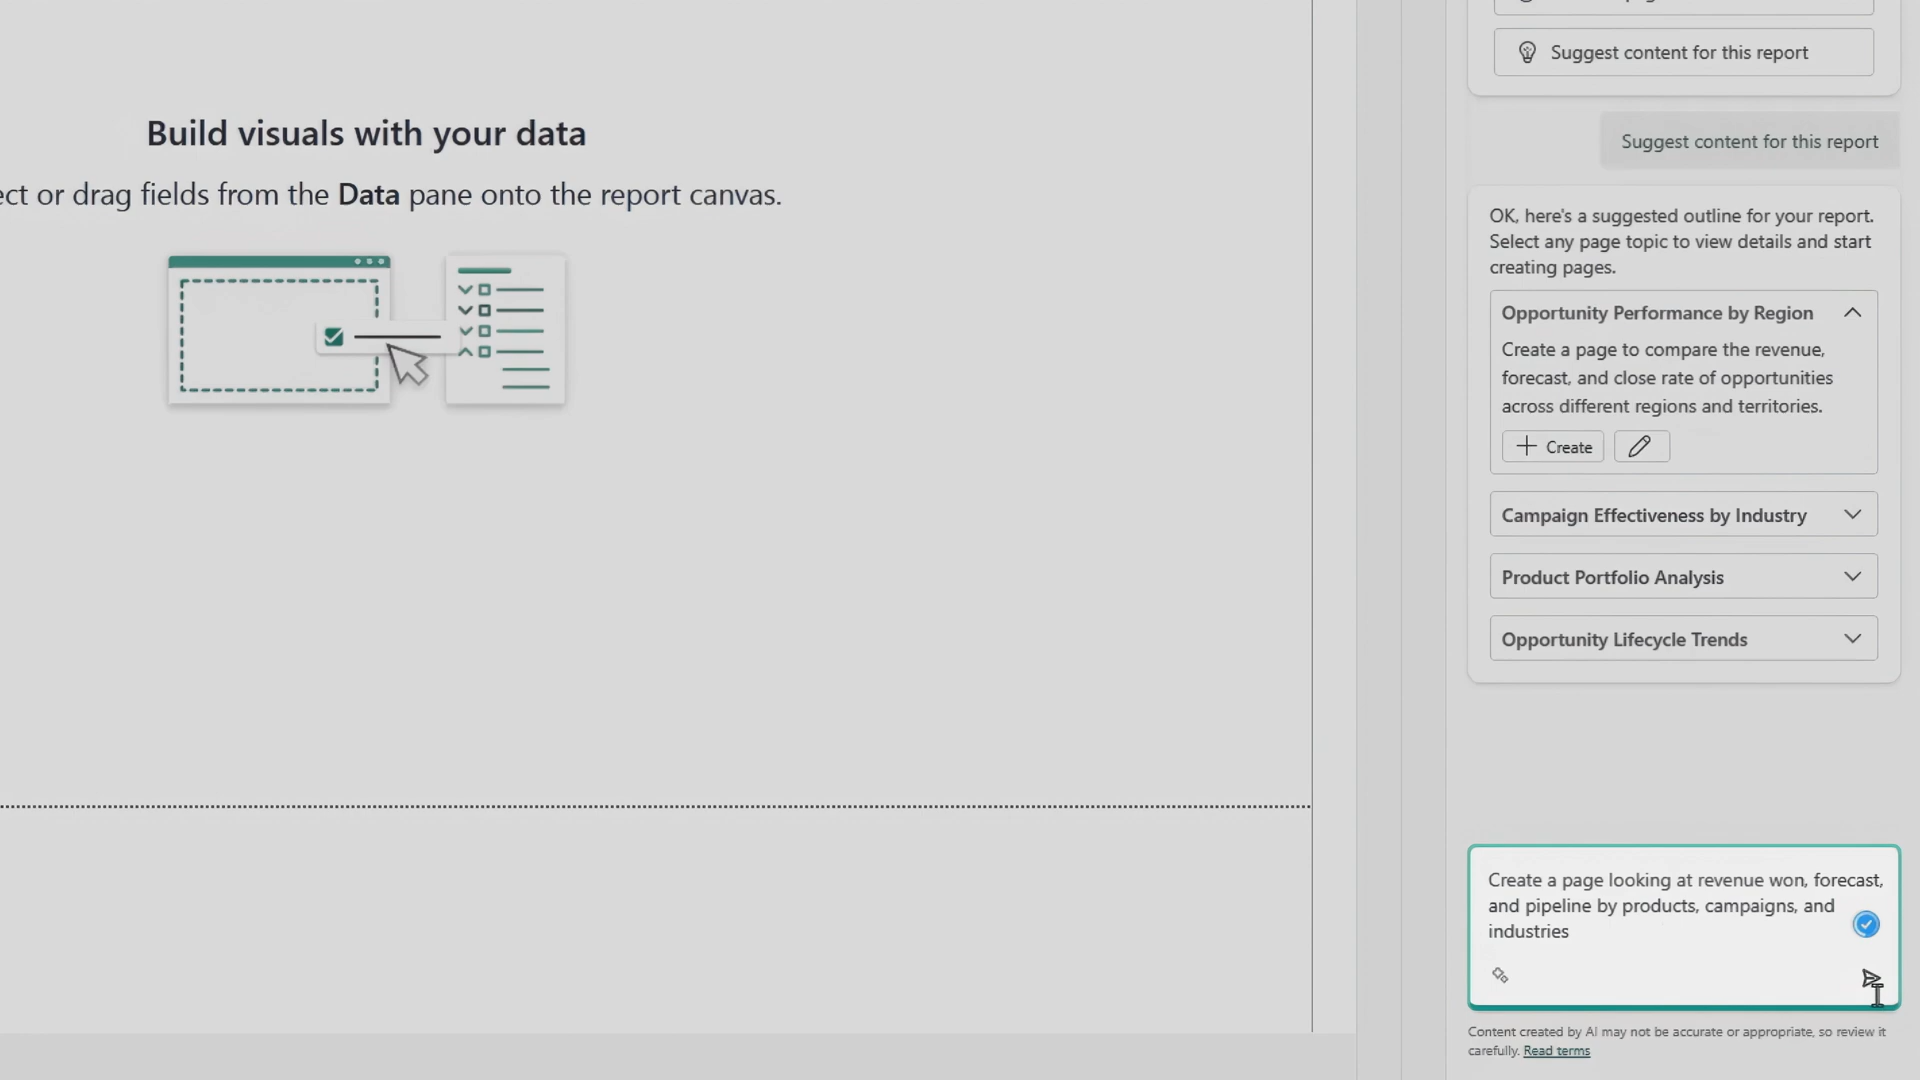 Suggest content for this report
Suggest content for this report
Build visuals with your data
ect or drag fields from the Data pane onto the report canvas.
OK, here's a suggested outline for your report.
Select any page topic to view details and start
creating pages.
Opportunity Performance by Region
Create a page to compare the revenue,
forecast, and close rate of opportunities
across different regions and territories.
Create
Campaign Effectiveness by Industry
Product Portfolio Analysis
Opportunity Lifecycle Trends
Create a page looking at revenue won, forecast,
and pipeline by products, campaigns, and
industries
Content created by AI may not be accurate or appropriate, so review it
carefully. Read terms